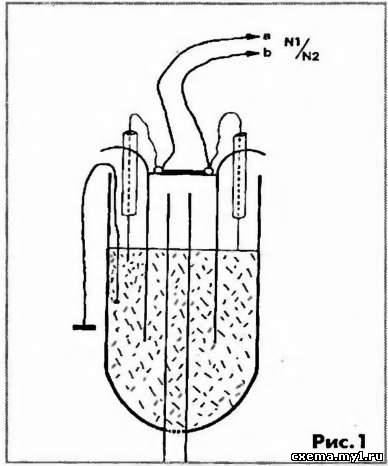 a
b N1/N2
Рис.1
cxema.my1.ru